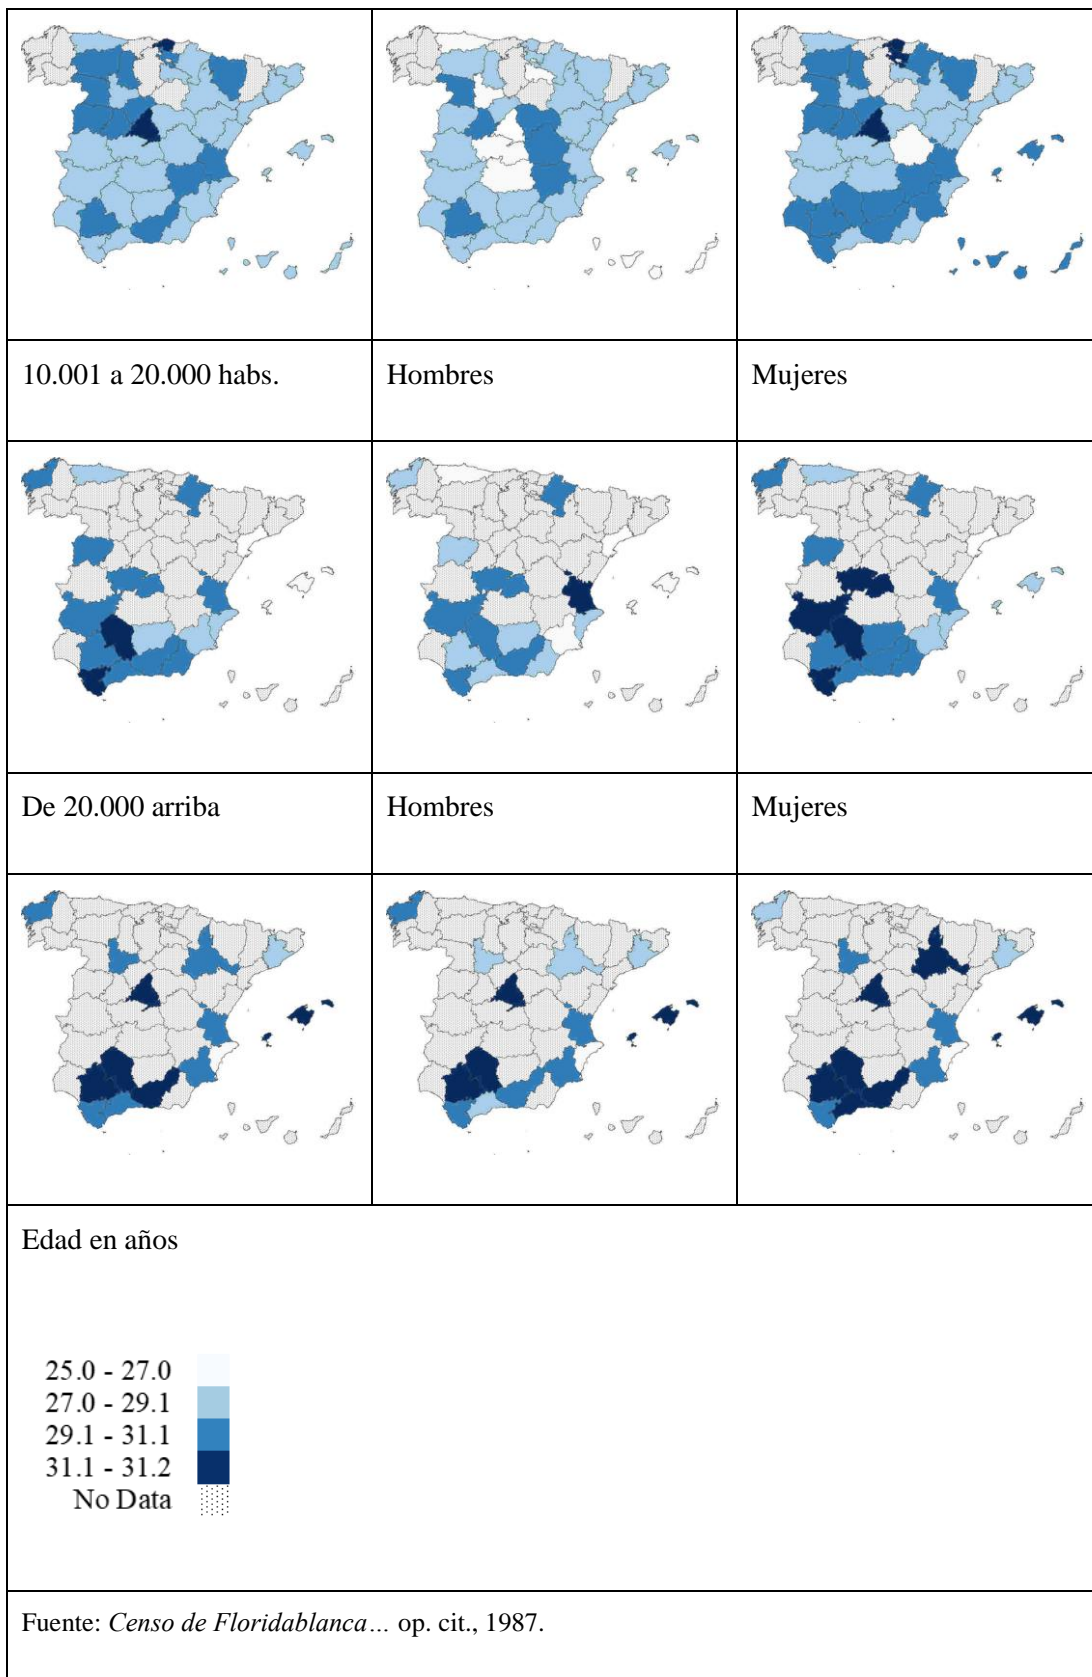 10.001 a 20.000 habs.
Hombres
Mujeres
De 20.000 arriba
Hombres
Mujeres
Edad en años
25.0 - 27.0
27.0 - 29.1
29.1 - 31.1
31.1 - 31.2
No Data
Fuente: Censo de Floridablanca... op. cit., 1987.